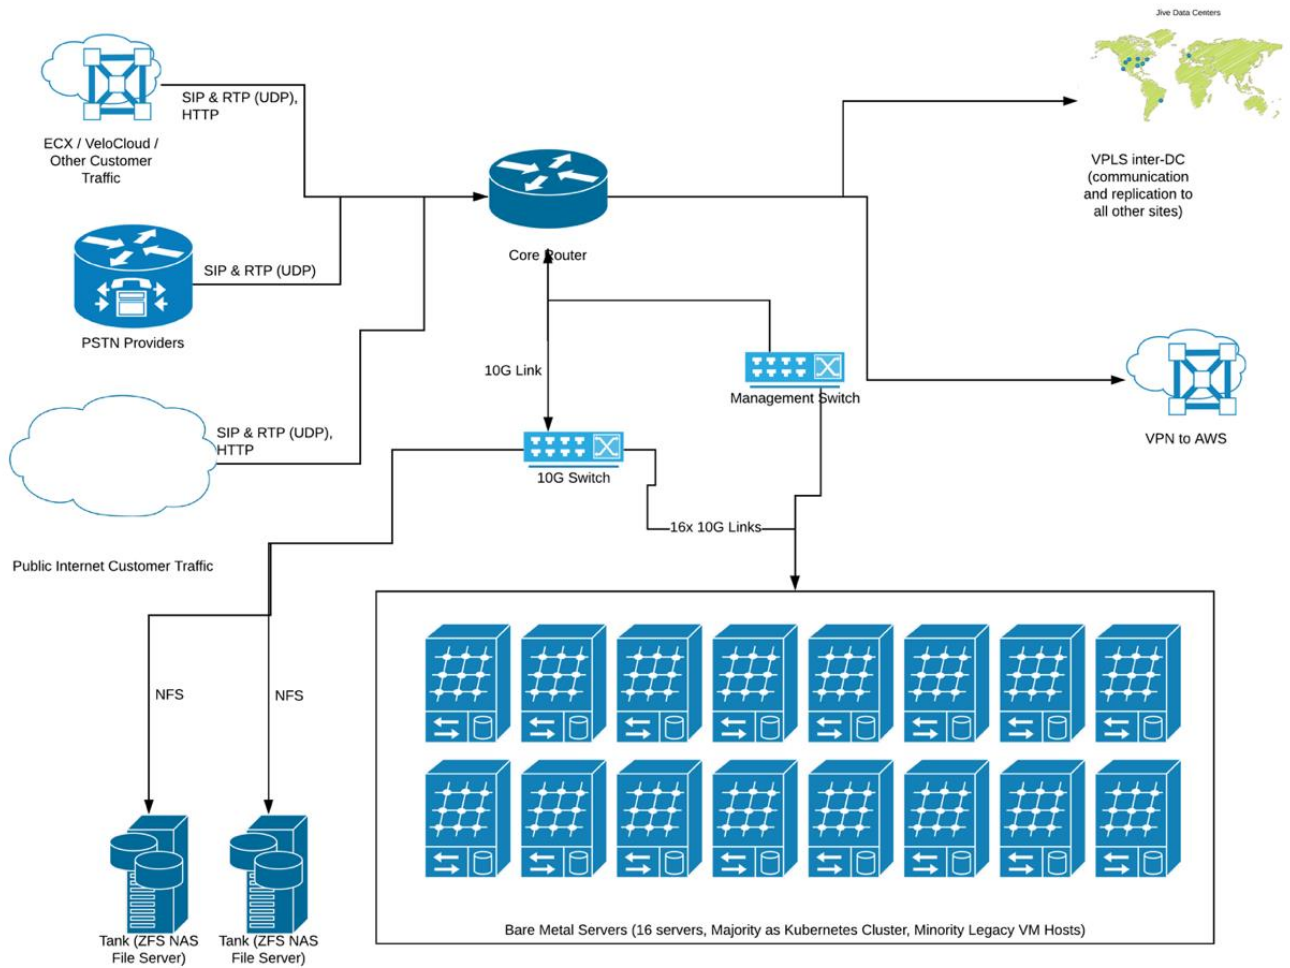 Jive Data Centers
SIP & RTP (UDP),
HTTP
ECX / VeloCloud /
Other Customer
Traffic
VPLS inter-DC
(communication
and replication to
all other sites)
Core Router
SIP & RTP (UDP)
PSTN Providers
10G Link
Management Switch
SIP & RTP (UDP),
HTTP
VPN to AWS
10G Switch
16x 10G Links
Public Internet Customer Traffic
NFS
NFS
Bare Metal Servers (16 servers, Majority as Kubernetes Cluster, Minority Legacy VM Hosts)
Tank (ZFS NAS
File Server)
Tank (ZFS NAS
File Server)